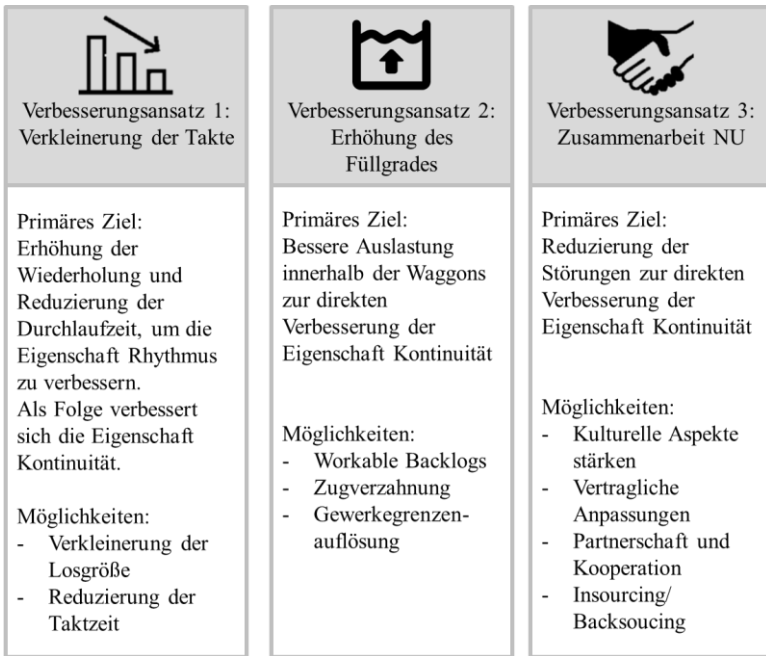 Verbesserungsansatz 1:
Verkleinerung der Takte
Primäres Ziel:
Erhöhung der
Wiederholung und
Reduzierung der
Durchlaufzeit, um die
Eigenschaft Rhythmus
zu verbessern.
Als Folge verbessert
sich die Eigenschaft
Kontinuität.
Möglichkeiten:
- Verkleinerung der
Losgröße
- Reduzierung der
Taktzeit
Verbesserungsansatz 2:
Erhöhung des
Füllgrades
Primäres Ziel:
Bessere Auslastung
innerhalb der Waggons
zur direkten
Verbesserung der
Eigenschaft Kontinuität
Möglichkeiten:
- Workable Backlogs
- Zugverzahnung
- Gewerkegrenzen-
auflösung
Verbesserungsansatz 3:
Zusammenarbeit NU
Primäres Ziel:
Reduzierung der
Störungen zur direkten
Verbesserung der
Eigenschaft Kontinuität
Möglichkeiten:
- Kulturelle Aspekte
stärken
- Vertragliche
Anpassungen
- Partnerschaft und
Kooperation
- Insourcing/
Backsoucing